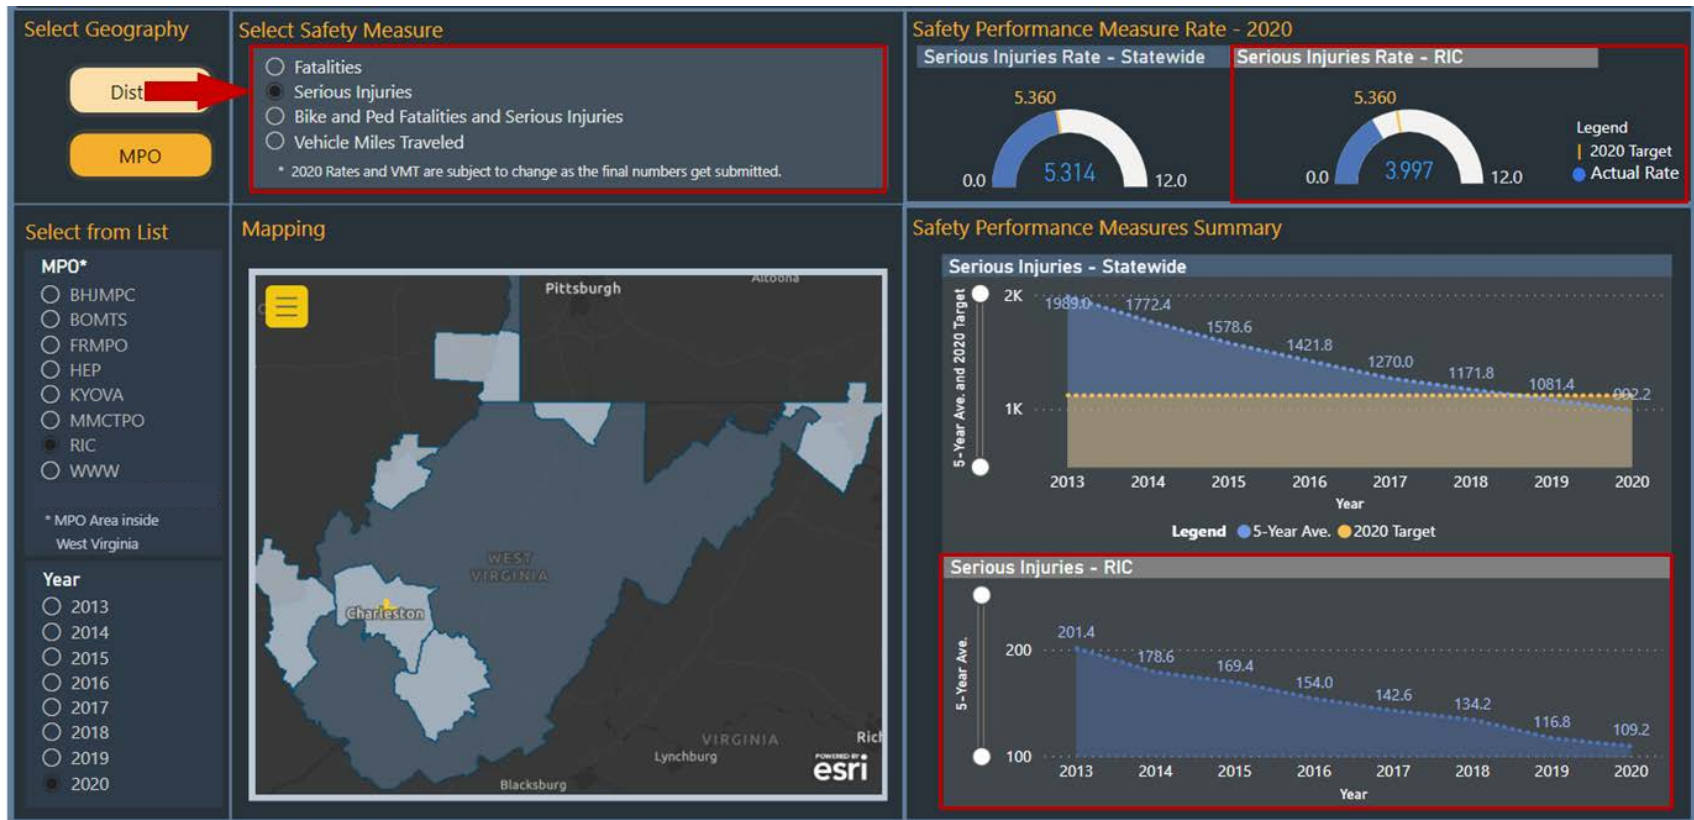 Select Geography
Dist
MPO
Select Safety Measure
Fatalities
Serious Injuries
Bike and Ped Fatalities and Serious Injuries
Vehicle Miles Traveled
* 2020 Rates and VMT are subject to change as the final numbers get submitted.
Safety Performance Measure Rate - 2020
Serious Injuries Rate - Statewide
5.360
5.314
0.0
12.0
Serious Injuries Rate - RIC
5.360
3.997
0.0
12.0
Legend
2020 Target
Actual Rate
Select from List
MPO*
BHJMPC
BOMTS
FRMPO
HEP
KYOVA
MMCTPO
RIC
WWW
* MPO Area inside
West Virginia
Year
2013
2014
2015
2016
2017
2018
2019
2020
Mapping
Pittsburgh
Altoona
WEST
VIRGINIA
Charleston
VIRGINIA
Rich
Lynchburg
Blacksburg
POWERED BY
esri
Safety Performance Measures Summary
Serious Injuries - Statewide
5-Year Ave. and 2020 Target
2K
1K
1989.0
1772.4
1578.6
1421.8
1270.0
1171.8
1081.4
992.2
2013 2014 2015 2016 2017 2018 2019 2020
Year
Legend 5-Year Ave. 2020 Target
Serious Injuries - RIC
5-Year Ave.
200
100
201.4
178.6
169.4
154.0
142.6
134.2
116.8
109.2
2013 2014 2015 2016 2017 2018 2019 2020
Year